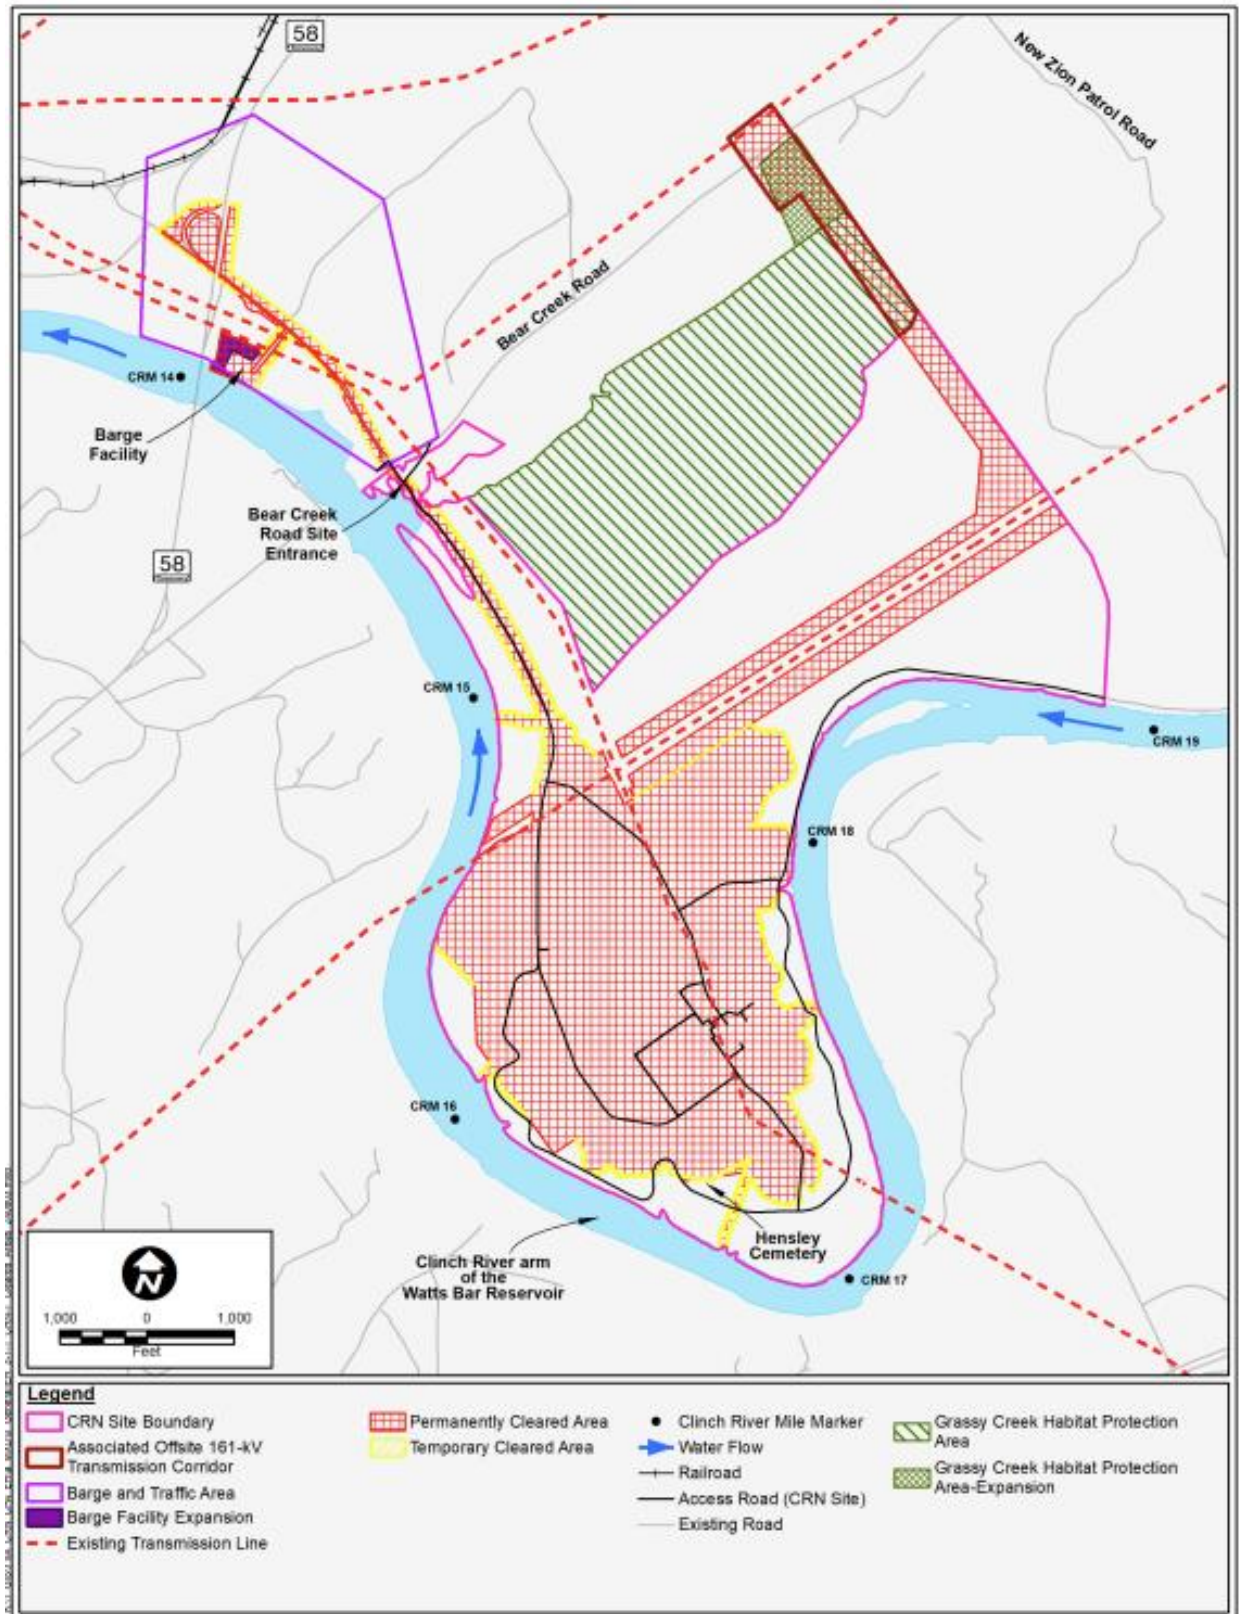 58
New Zion Patrol Road
Bear Creek Road
CRM 14
Barge
Facility
Bear Creek
Road Site
Entrance
58
CRM 15
CRM 19
CRM 18
CRM 16
Hensley
Cemetery
Clinch River arm
of the
Watts Bar Reservoir
CRM 17
N
1,000 0 1,000
Feet
Legend
CRN Site Boundary
Associated Offsite 161-kV
Transmission Corridor
Barge and Traffic Area
Barge Facility Expansion
Existing Transmission Line
Permanently Cleared Area
Temporary Cleared Area
Clinch River Mile Marker
Water Flow
Railroad
Access Road (CRN Site)
Existing Road
Grassy Creek Habitat Protection
Area
Grassy Creek Habitat Protection
Area-Expansion